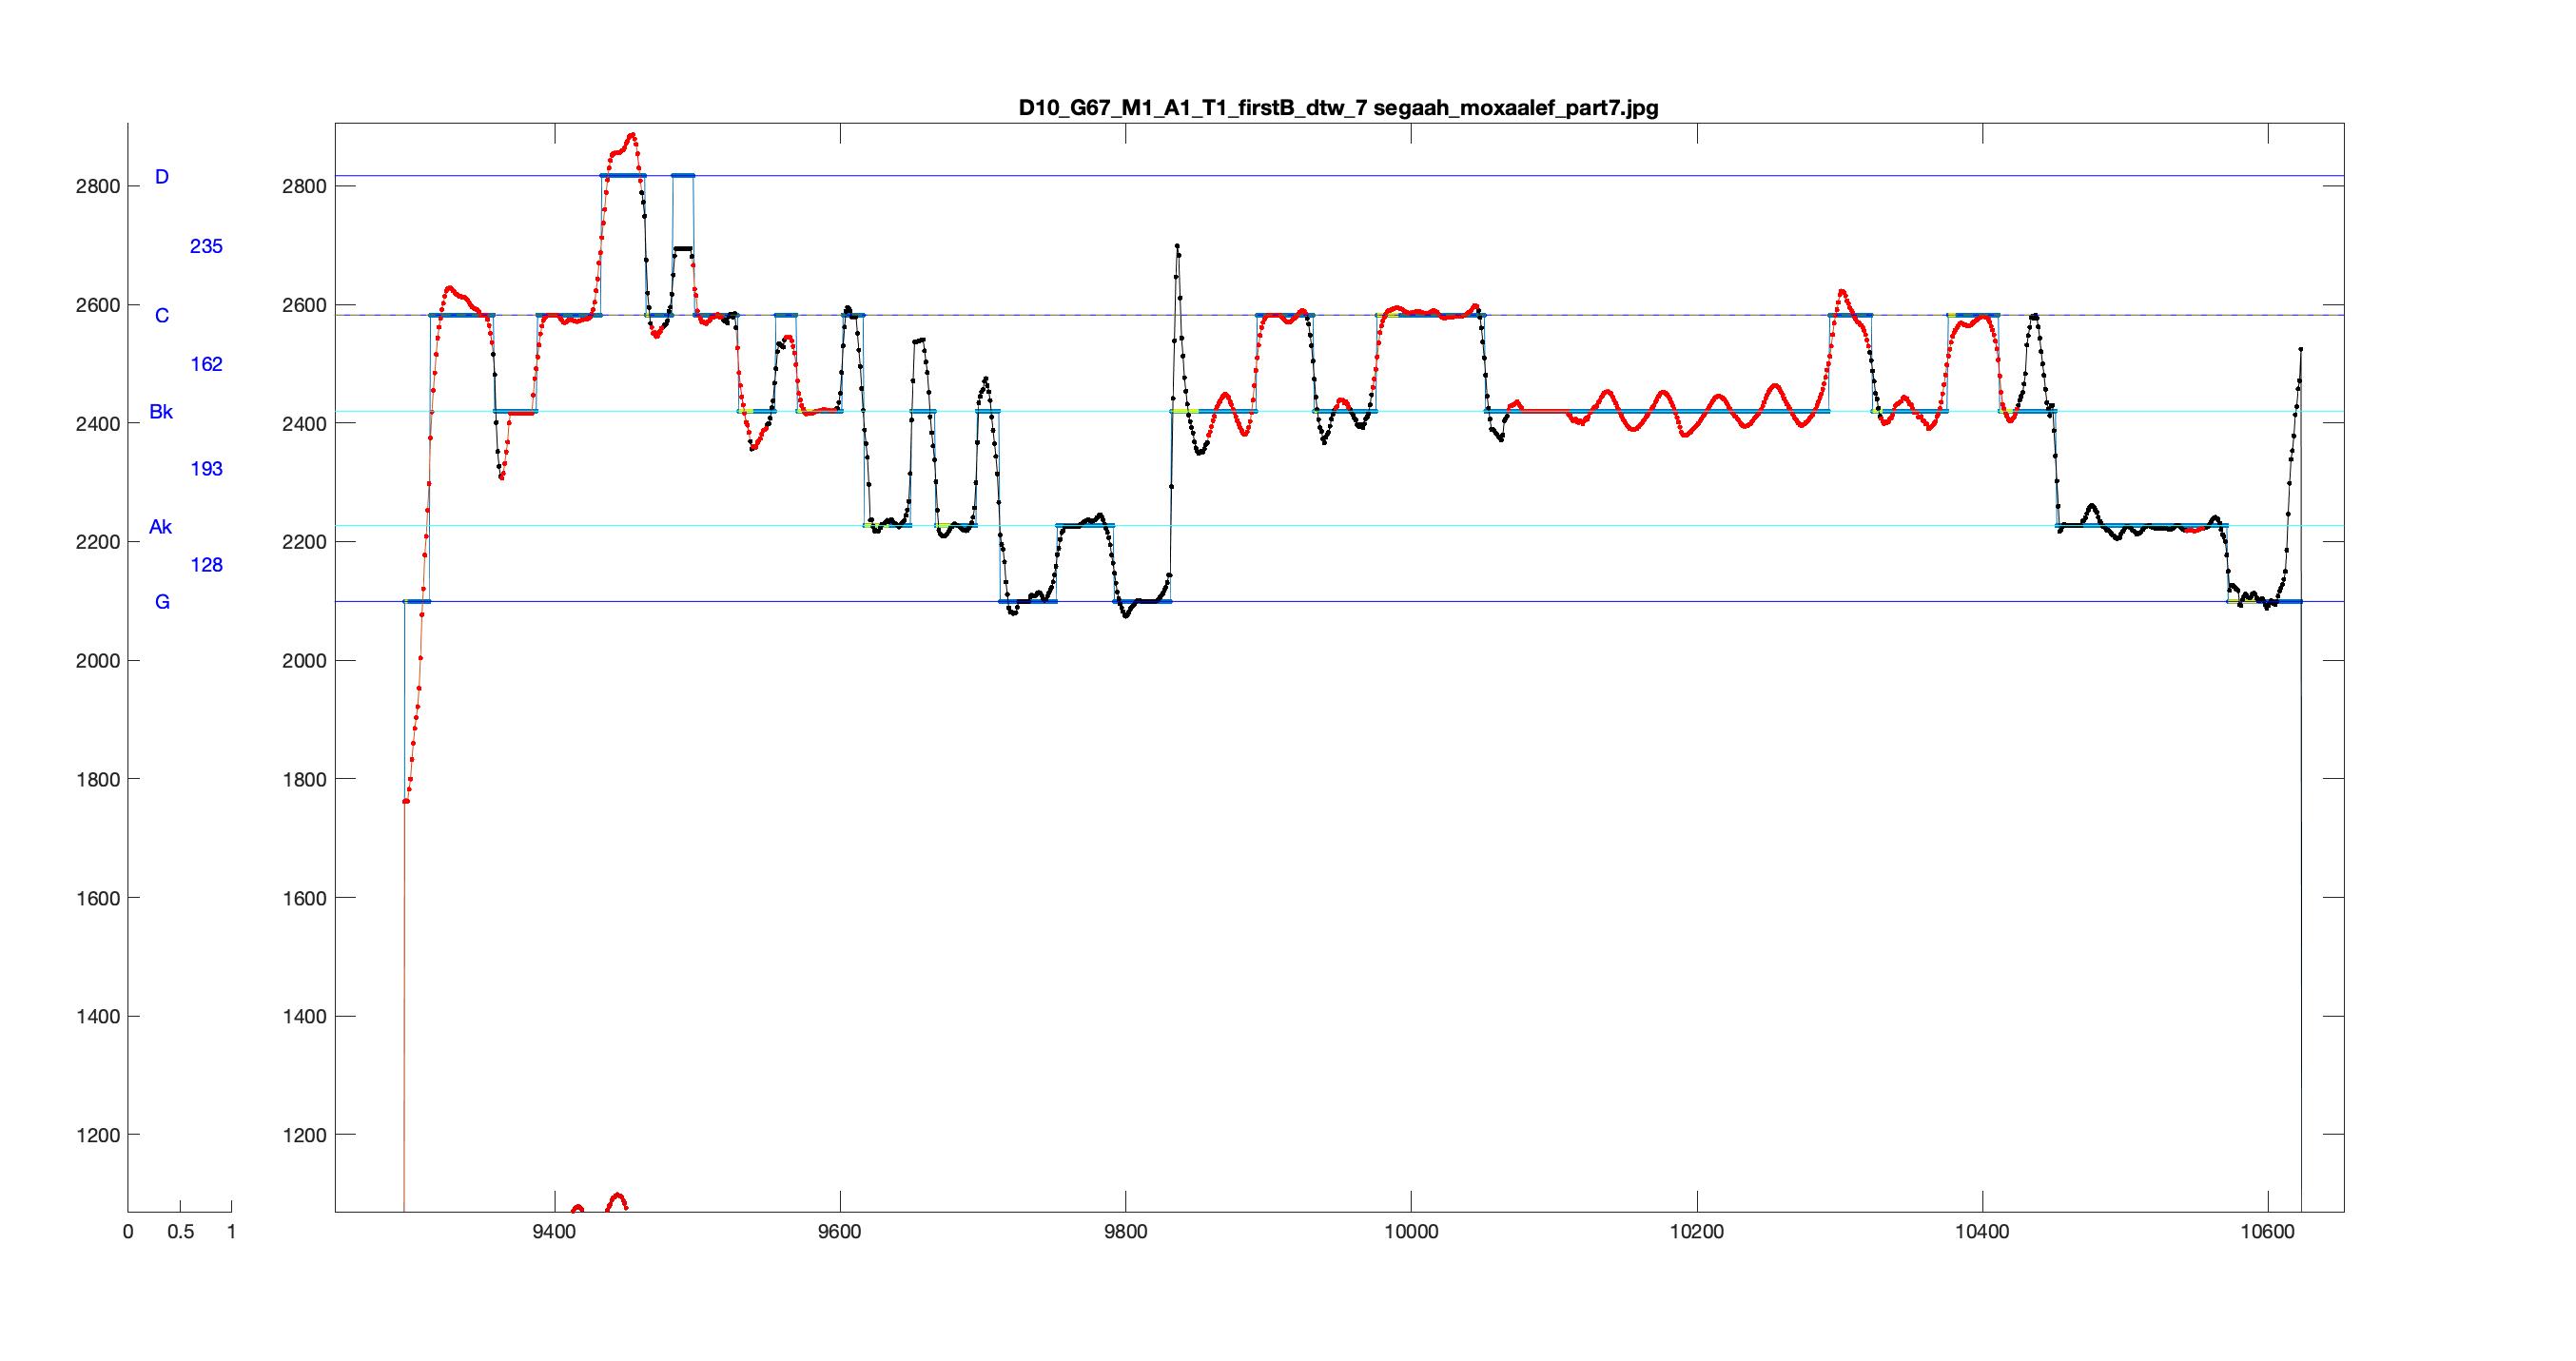 D10_G67_M1_A1_T1_firstB_dtw_7 segaah_moxaalef_part7.jpg
2800 D 2800
235
2600 C 2600
162
2400 Bk 2400
193
2200 Ak 2200
128
G
2000 2000
1800 1800
1600 1600
1400 1400
1200 1200
0 0.5 1 9400 9600 9800 10000 10200 10400 10600